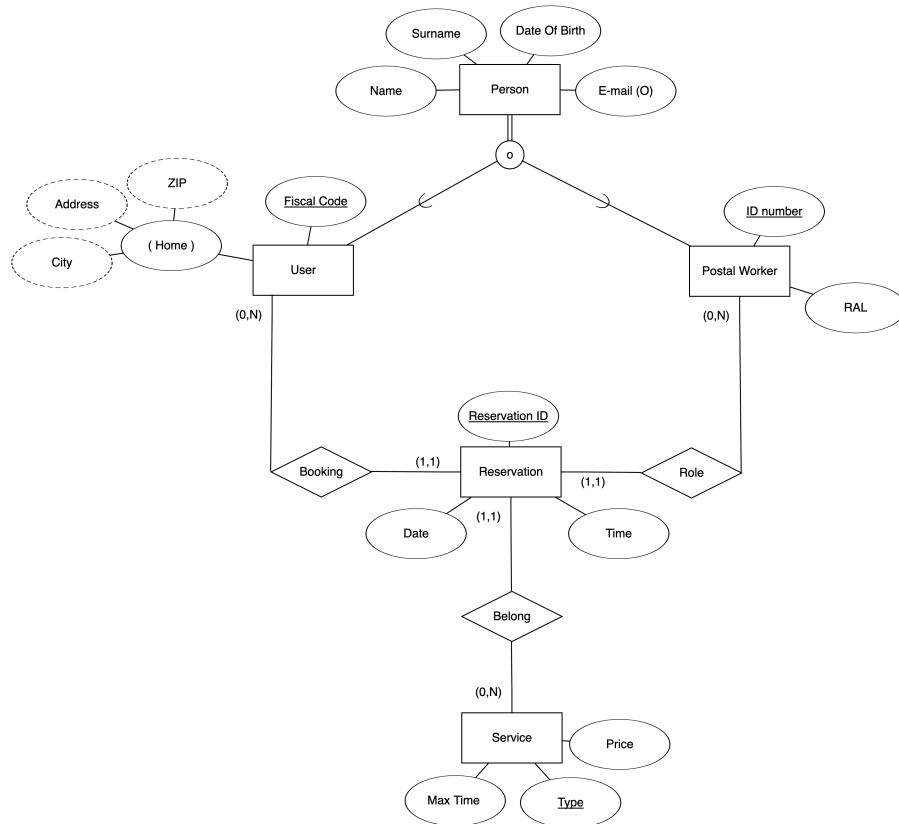 Surname
Date Of Birth
Name
Person
E-mail (O)
o
ZIP
Address
Fiscal Code
ID number
City
( Home )
User
Postal Worker
RAL
(0,N)
(0,N)
Reservation ID
Booking
(1,1)
Reservation
(1,1)
Role
Date
(1,1)
Time
Belong
(0,N)
Service
Price
Max Time
Type